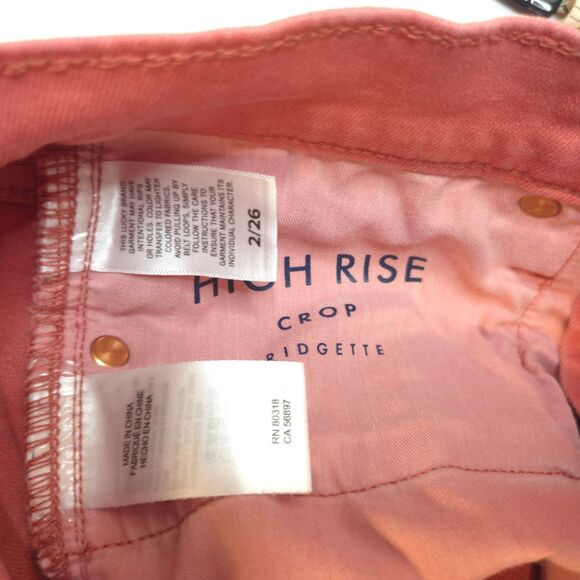 THIS LUCKY BRAND
GARMENT MAY HAVE
INTENTIONAL RIPS
OR HOLES. COLOR MAY
TRANSFER TO LIGHTER
COLORED FABRICS.
AVOID PULLING UP BY
BELT LOOPS, SIMPLY
FOLLOW THE CARE
INSTRUCTIONS TO
ENSURE THAT YOUR
GARMENT MAINTAINS ITS
INDIVIDUAL CHARACTER.
2/26
HIGH RISE
CROP
RIDGETTE
MADE IN CHINA
FABRIQUÉ EN CHINE
HECHO EN CHINA
RN 80318
CA 56897